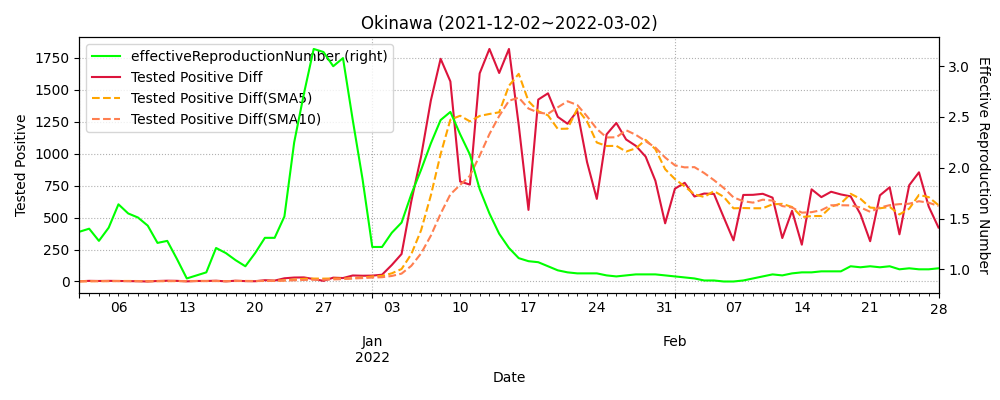 Okinawa (2021-12-02~2022-03-02)
effectiveReproductionNumber (right)
Tested Positive Diff
Tested Positive Diff(SMA5)
Tested Positive Diff(SMA10)
Tested Positive
1750
1500
1250
1000
750
500
250
0
3.0
2.5
2.0
1.5
1.0
Effective Reproduction Number
06 13 20 27 03 10 17 24 31 07 14 21 28
Jan Feb
2022
Date